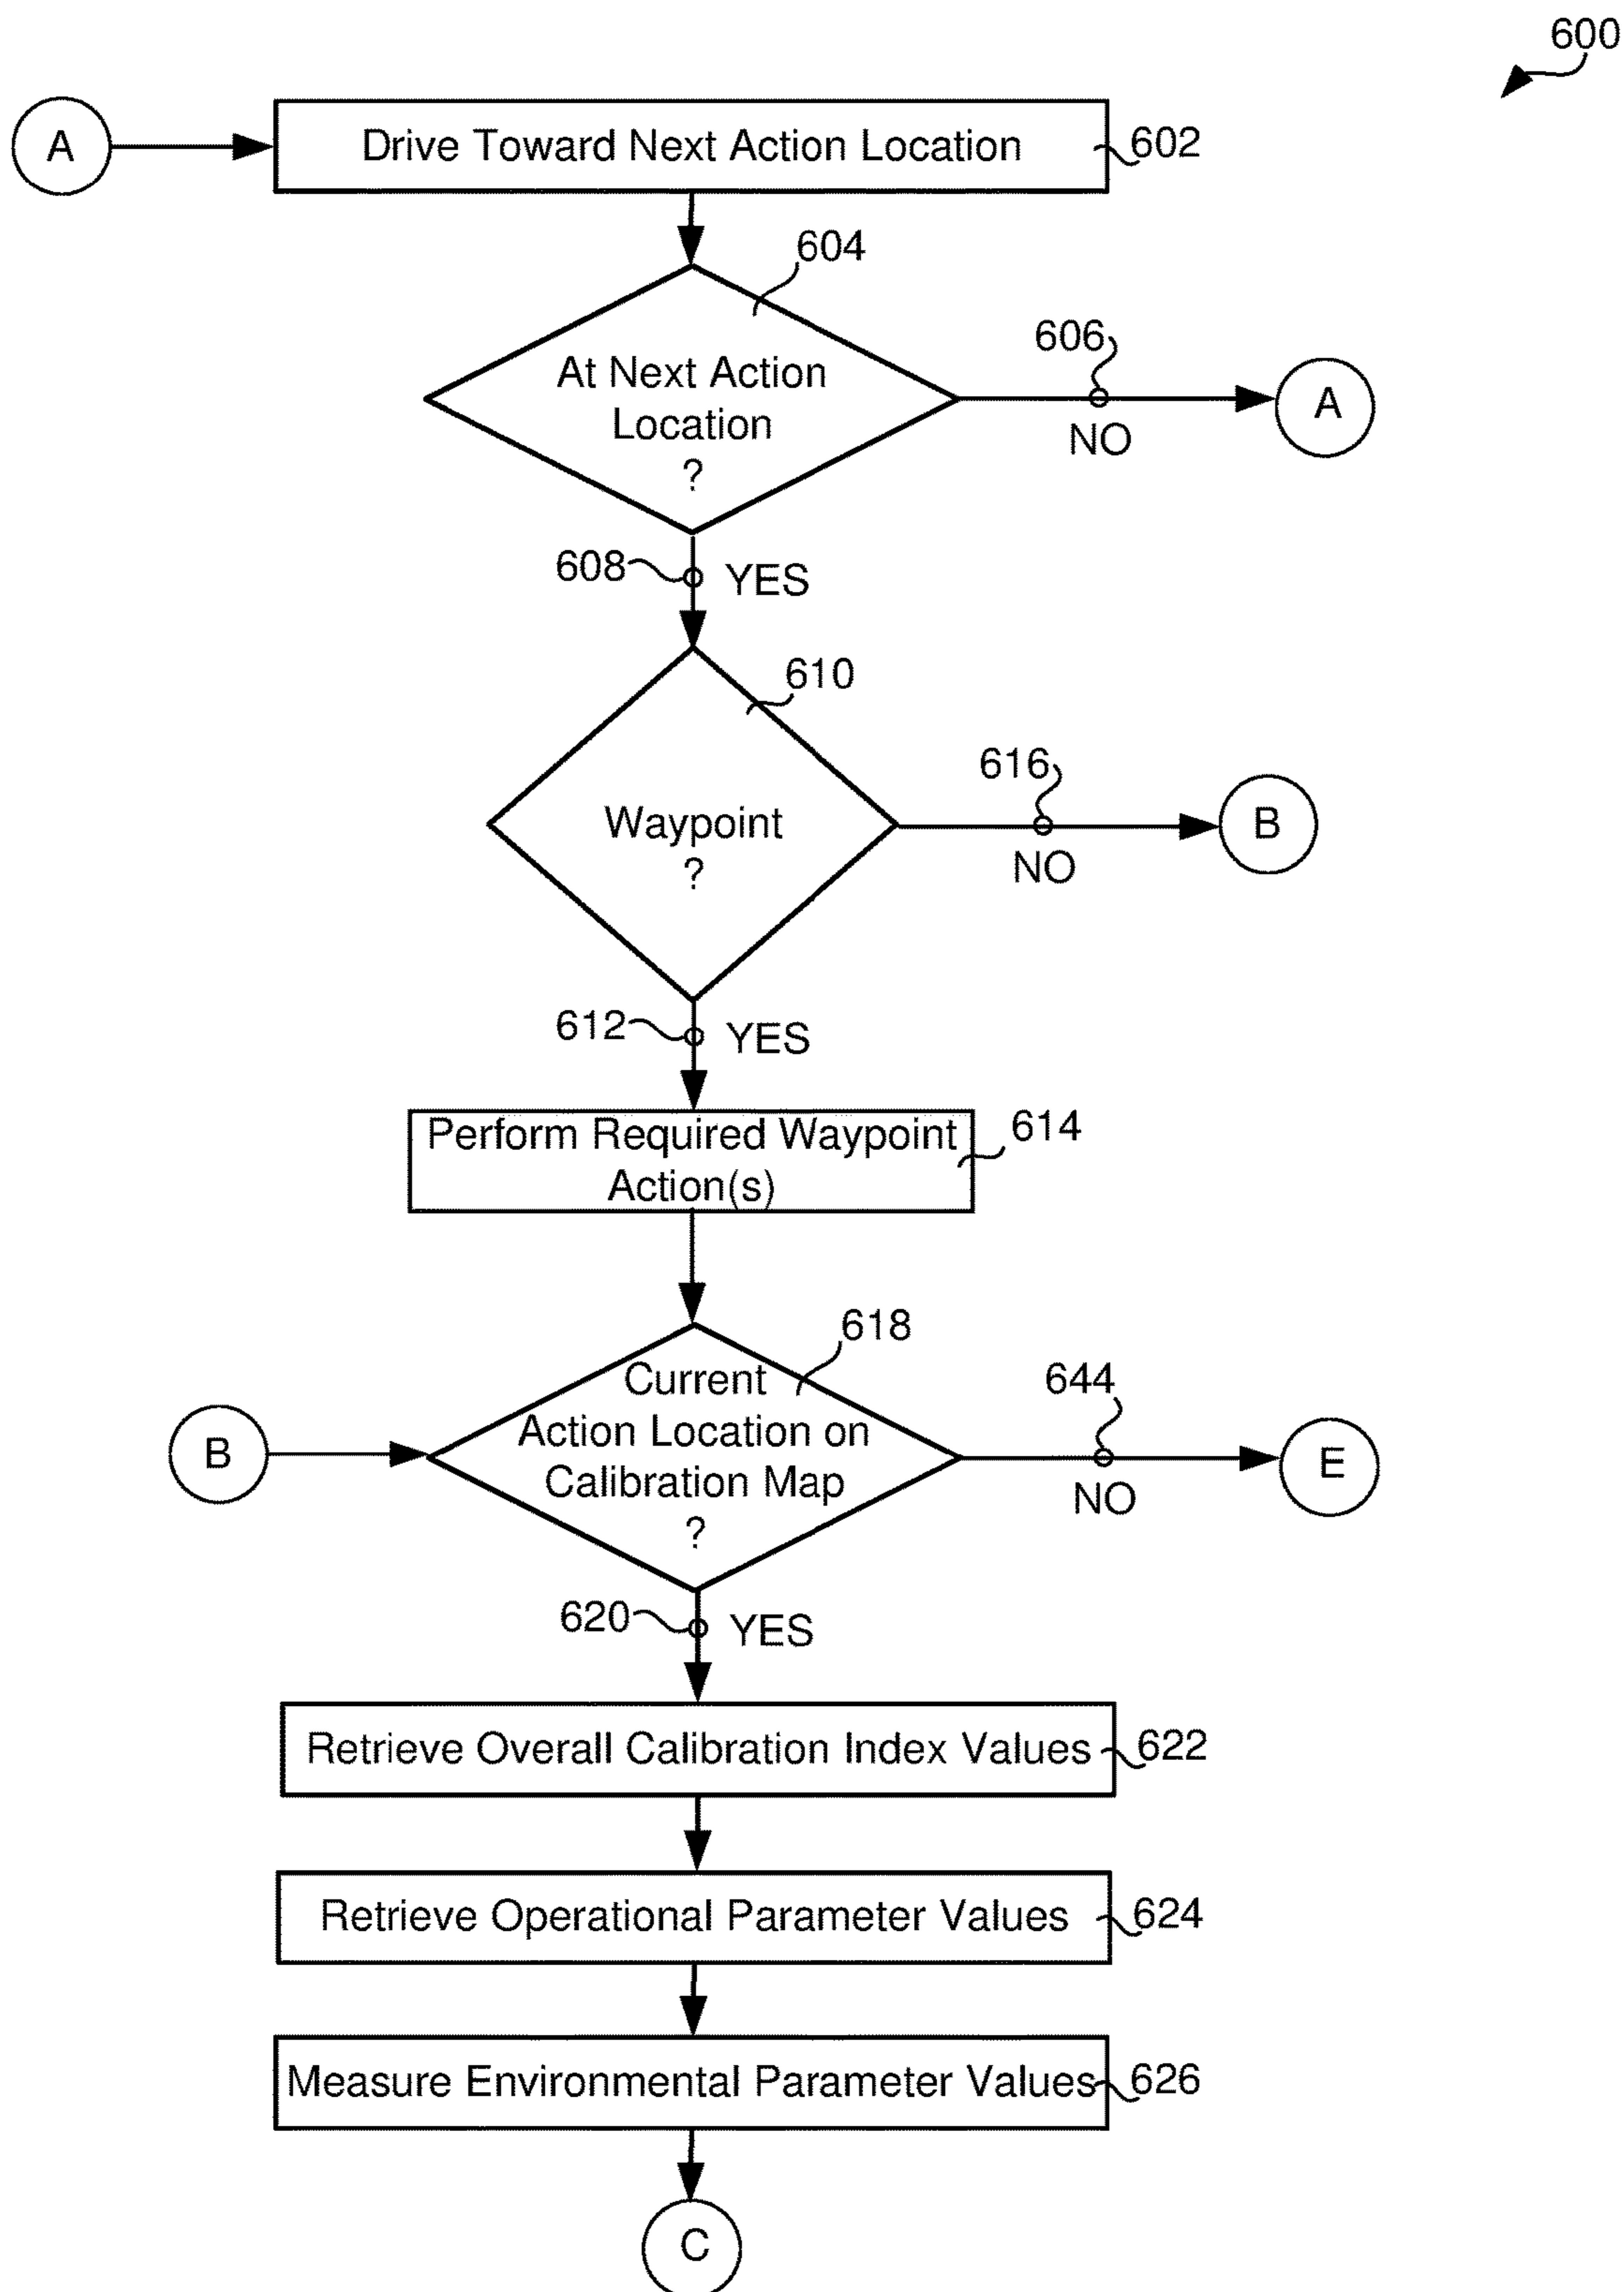 600
A
Drive Toward Next Action Location
602
604
At Next Action
Location
?
606
NO
A
608
YES
610
Waypoint
?
616
NO
B
612
YES
Perform Required Waypoint
Action(s)
614
618
Current
Action Location on
Calibration Map
?
B
644
NO
E
620
YES
Retrieve Overall Calibration Index Values
622
Retrieve Operational Parameter Values
624
Measure Environmental Parameter Values
626
C